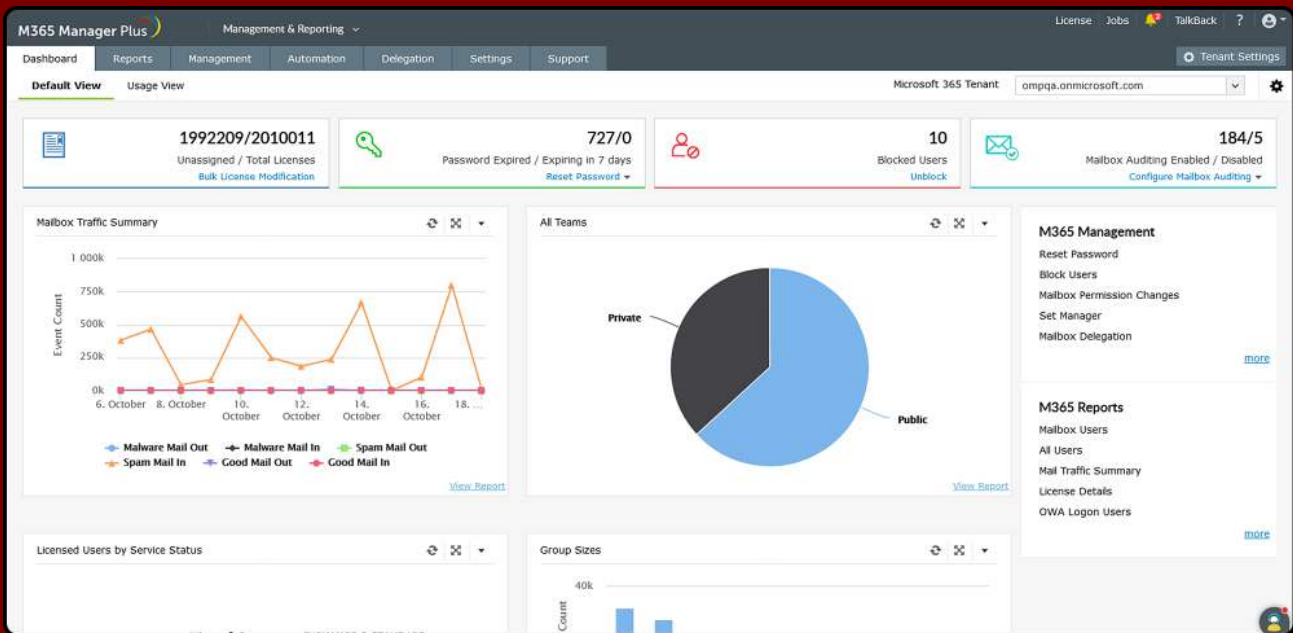 M365 Manager Plus
Management & Reporting
License Jobs 2 TalkBack ?
Dashboard Reports Management Automation Delegation Settings Support
Tenant Settings
Default View Usage View
Microsoft 365 Tenant ompqa.onmicrosoft.com
1992209/2010011
Unassigned / Total Licenses
Bulk License Modification
727/0
Password Expired / Expiring in 7 days
Reset Password
10
Blocked Users
Unblock
184/5
Mailbox Auditing Enabled / Disabled
Configure Mailbox Auditing
Mailbox Traffic Summary
1 000k
750k
500k
250k
0k
Event Count
6. October 8. October 10. October 12. October 14. October 16. October 18. ...
Malware Mail Out Malware Mail In Spam Mail Out
Spam Mail In Good Mail Out Good Mail In
View Report
All Teams
Private
Public
View Report
M365 Management
Reset Password
Block Users
Mailbox Permission Changes
Set Manager
Mailbox Delegation
more
M365 Reports
Mailbox Users
All Users
Mail Traffic Summary
License Details
OWA Logon Users
more
Licensed Users by Service Status
Group Sizes
40k
Count